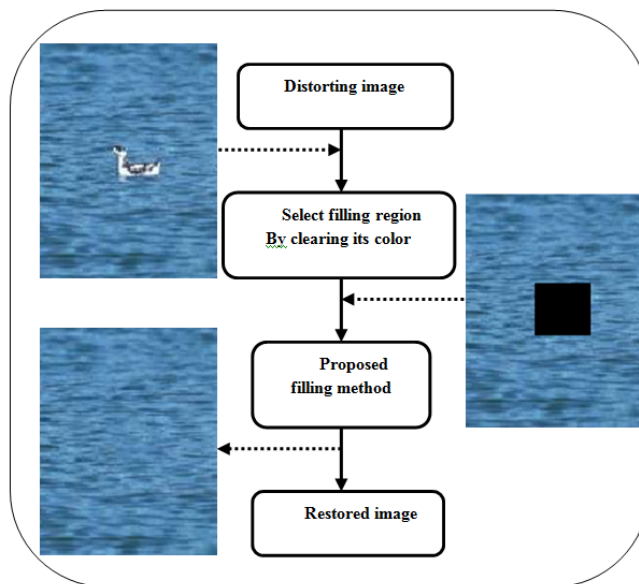 Distorting image
Select filling region
By clearing its color
Proposed
filling method
Restored image